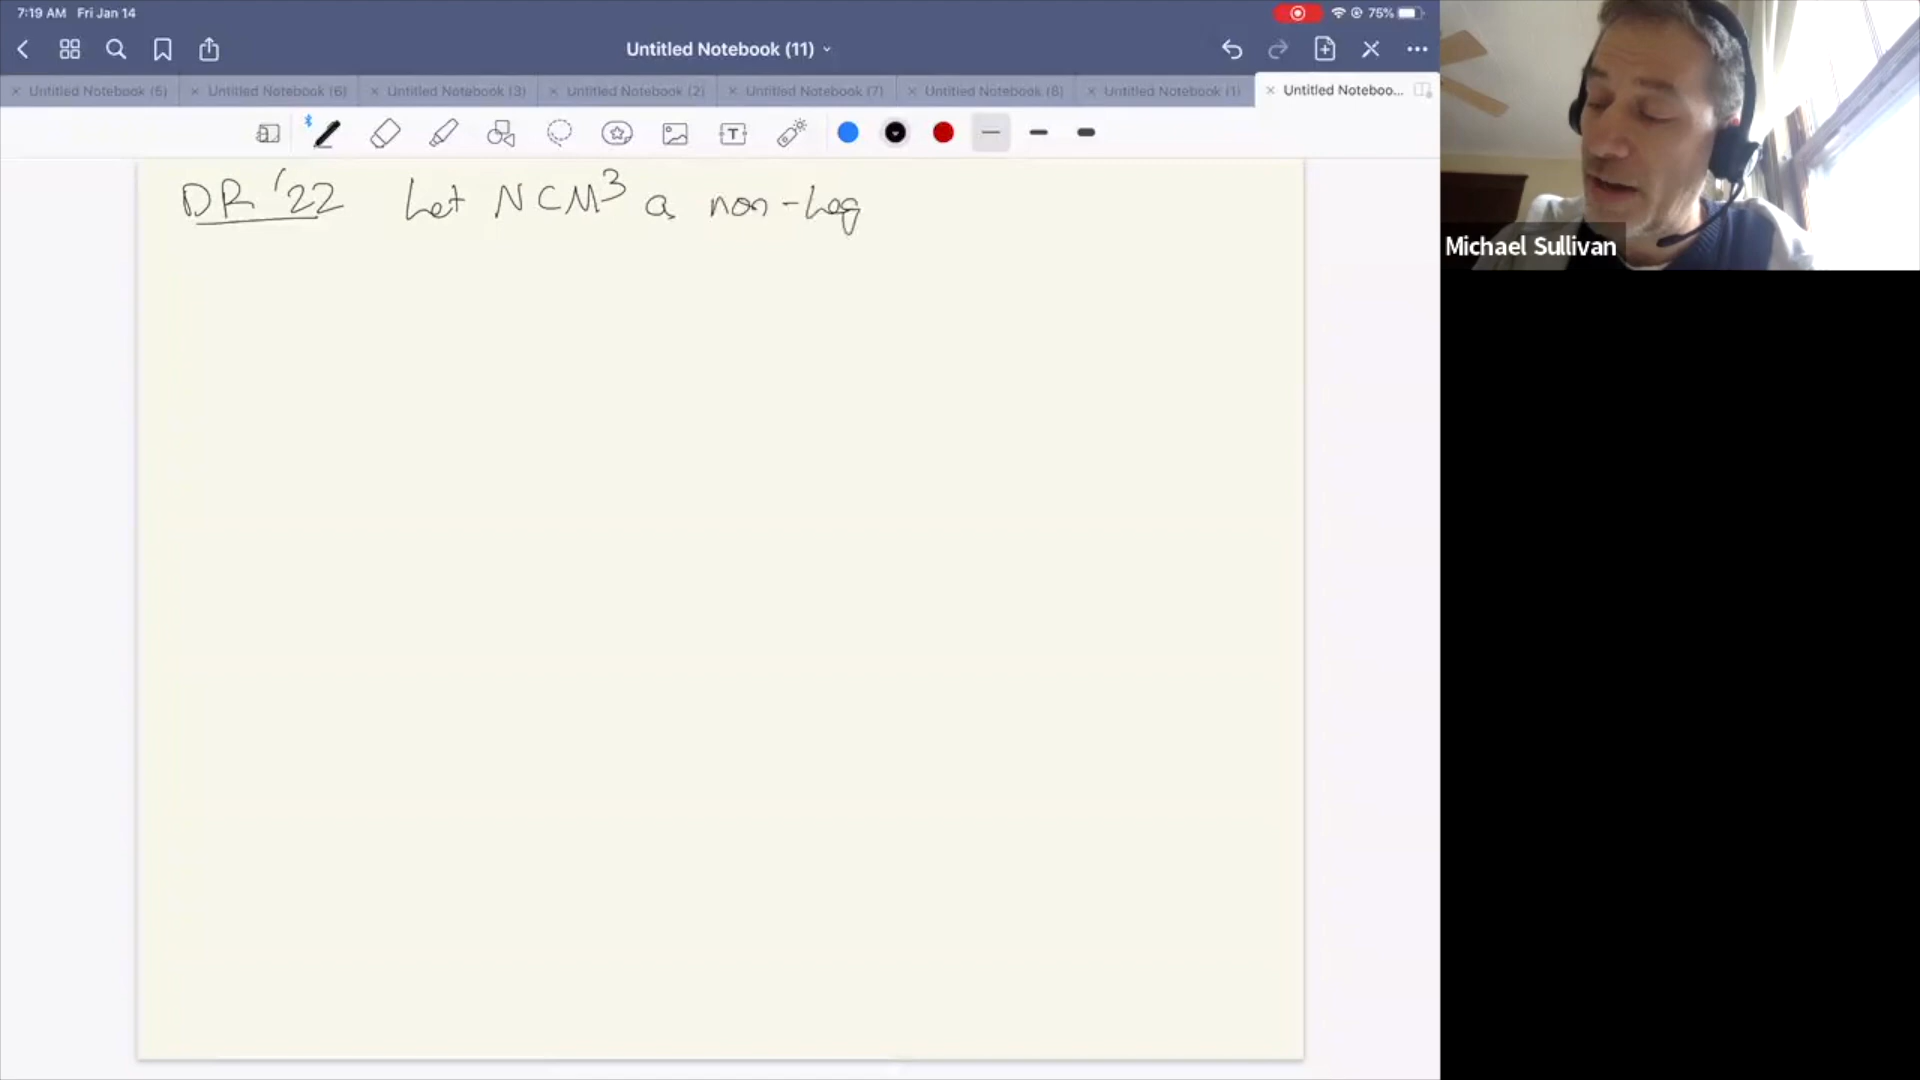 7:19 AM Fri Jan 14
75%
Untitled Notebook (11)
Untitled Notebook (5)
Untitled Notebook (6)
Untitled Notebook (3)
Untitled Notebook (2)
Untitled Notebook (7)
Untitled Notebook (8)
Untitled Notebook (1)
Untitled Noteboo...
T
DR '22 Let N ⊂ M³ a non-Leg
Michael Sullivan